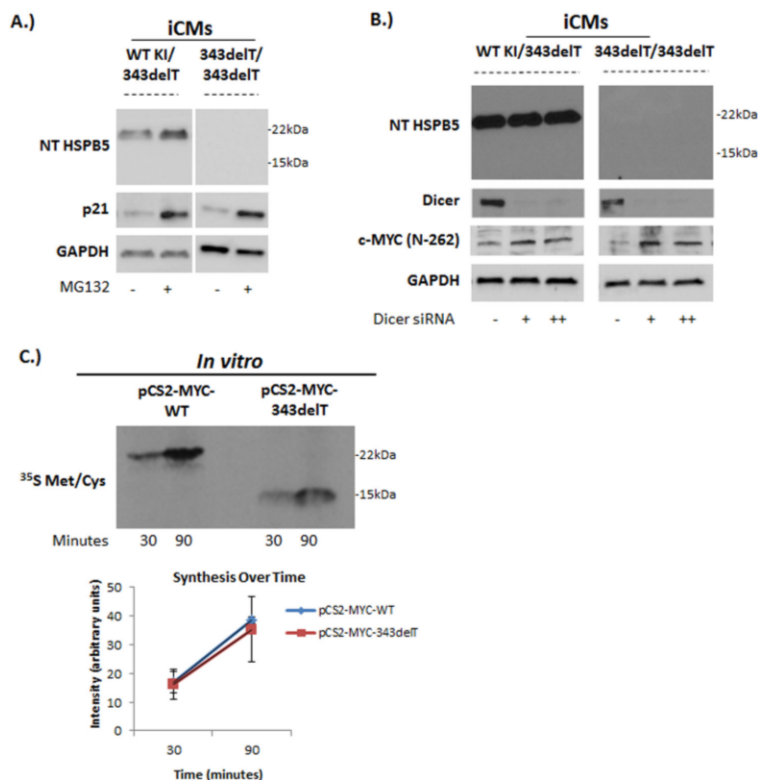 A.)
iCMs
WT KI/
343delT
343delT/
343delT
NT HSPB5
-22kDa
-15kDa
p21
GAPDH
MG132 - + - +
B.)
iCMs
WT KI/343delT 343delT/343delT
NT HSPB5
-22kDa
-15kDa
Dicer
c-MYC (N-262)
GAPDH
Dicer siRNA - + ++ - + ++
C.)
In vitro
pCS2-MYC-
WT
pCS2-MYC-
343delT
35S Met/Cys
-22kDa
-15kDa
Minutes 30 90 30 90
Synthesis Over Time
Intensity (arbitrary units)
50
40
30
20
10
0
30 90
Time (minutes)
pCS2-MYC-WT
pCS2-MYC-343delT